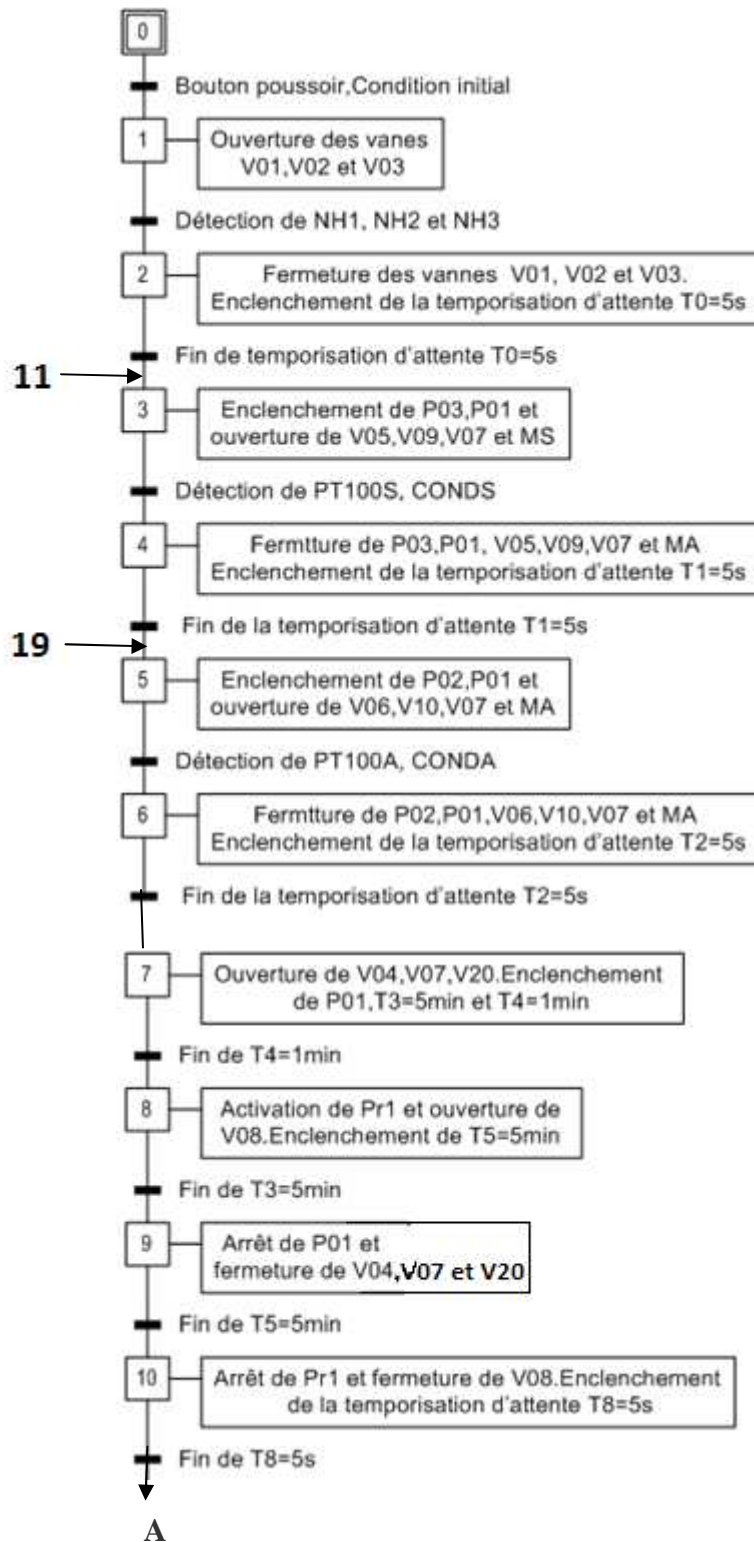 0
Bouton poussoir,Condition initial
1
Ouverture des vanes
V01,V02 et V03
Détection de NH1, NH2 et NH3
2
Fermeture des vannes V01, V02 et V03.
Enclenchement de la temporisation d'attente T0=5s
Fin de temporisation d'attente T0=5s
11
3
Enclenchement de P03,P01 et
ouverture de V05,V09,V07 et MS
Détection de PT100S, CONDS
4
Fermtture de P03,P01, V05,V09,V07 et MA
Enclenchement de la temporisation d'attente T1=5s
Fin de la temporisation d'attente T1=5s
19
5
Enclenchement de P02,P01 et
ouverture de V06,V10,V07 et MA
Détection de PT100A, CONDA
6
Fermtture de P02,P01,V06,V10,V07 et MA
Enclenchement de la temporisation d'attente T2=5s
Fin de la temporisation d'attente T2=5s
7
Ouverture de V04,V07,V20.Enclenchement
de P01,T3=5min et T4=1min
Fin de T4=1min
8
Activation de Pr1 et ouverture de
V08.Enclenchement de T5=5min
Fin de T3=5min
9
Arrêt de P01 et
fermeture de V04,V07 et V20
Fin de T5=5min
10
Arrêt de Pr1 et fermeture de V08.Enclenchement
de la temporisation d'attente T8=5s
Fin de T8=5s
A